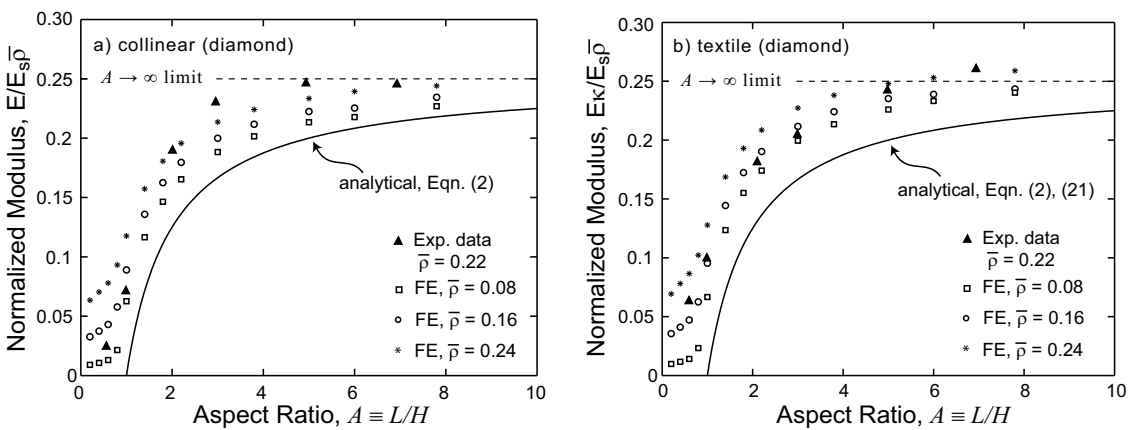 0.30
a) collinear (diamond)
0.25
A → ∞ limit
0.2
0.15
0.1
0.05
0
analytical, Eqn. (2)
Exp. data
ρ̅ = 0.22
FE, ρ̅ = 0.08
FE, ρ̅ = 0.16
FE, ρ̅ = 0.24
0 2 4 6 8 10
Aspect Ratio, A ≡ L/H
Normalized Modulus, E/Esρ̅
0.30
b) textile (diamond)
0.25
A → ∞ limit
0.2
0.15
0.1
0.05
0
analytical, Eqn. (2), (21)
Exp. data
ρ̅ = 0.22
FE, ρ̅ = 0.08
FE, ρ̅ = 0.16
FE, ρ̅ = 0.24
0 2 4 6 8 10
Aspect Ratio, A ≡ L/H
Normalized Modulus, Eκ/Esρ̅